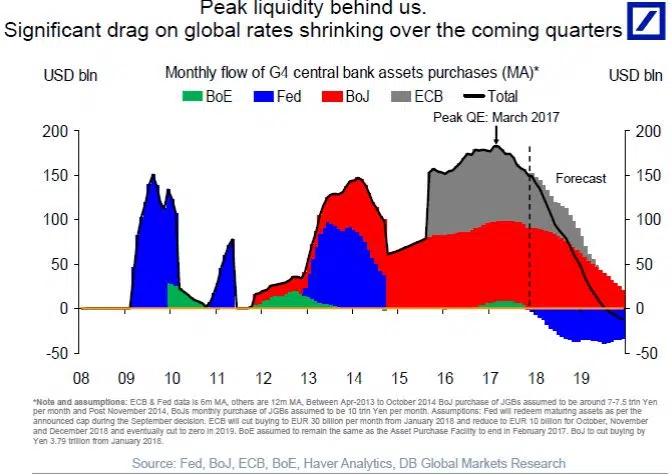 Peak liquidity behind us.
Significant drag on global rates shrinking over the coming quarters
USD bln
Monthly flow of G4 central bank assets purchases (MA)*
USD bln
BoE Fed BoJ ECB Total
Peak QE: March 2017
200
150
100
50
0
-50
Forecast
200
150
100
50
0
-50
08 09 10 11 12 13 14 15 16 17 18 19
*Note and assumptions: ECB & Fed data is 6m MA, others are 12m MA, Between Apr-2013 to October 2014 BoJ purchase of JGBs assumed to be around 7-7.5 trin Yen
per month and Post November 2014, BoJs monthly purchase of JGBs assumed to be 10 trin Yen per month. Assumptions: Fed will redeem maturing assets as per the
announced cap during the September decision. ECB will cut buying to EUR 30 billion per month from January 2018 and reduce to EUR 10 billion for October, November
and December 2018 and eventually cut to zero in 2019. BoE assumed to remain the same as the Asset Purchase Facility to end in February 2017. BoJ to cut buying by
Yen 3.79 trillion from January 2018.
Source: Fed, BoJ, ECB, BoE, Haver Analytics, DB Global Markets Research